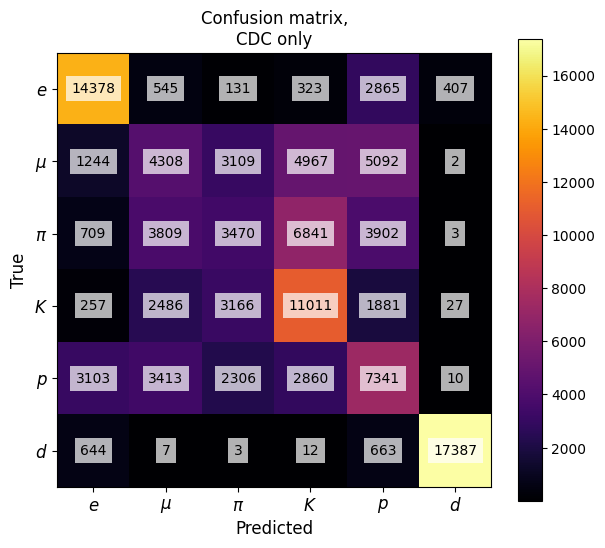 Confusion matrix,
CDC only
e 14378 545 131 323 2865 407
μ 1244 4308 3109 4967 5092 2
π 709 3809 3470 6841 3902 3
K 257 2486 3166 11011 1881 27
p 3103 3413 2306 2860 7341 10
d 644 7 3 12 663 17387
e μ π K p d
Predicted
True
16000
14000
12000
10000
8000
6000
4000
2000